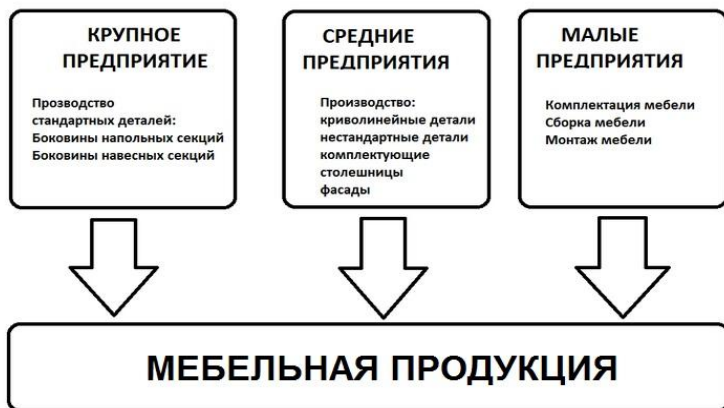 КРУПНОЕ
ПРЕДПРИЯТИЕ
Прозводство
стандартных деталей:
Боковины напольных секций
Боковины навесных секций
СРЕДНИЕ
ПРЕДПРИЯТИЯ
Производство:
криволинейные детали
нестандартные детали
комплектующие
столешницы
фасады
МАЛЫЕ
ПРЕДПРИЯТИЯ
Комплектация мебели
Сборка мебели
Монтаж мебели
МЕБЕЛЬНАЯ ПРОДУКЦИЯ